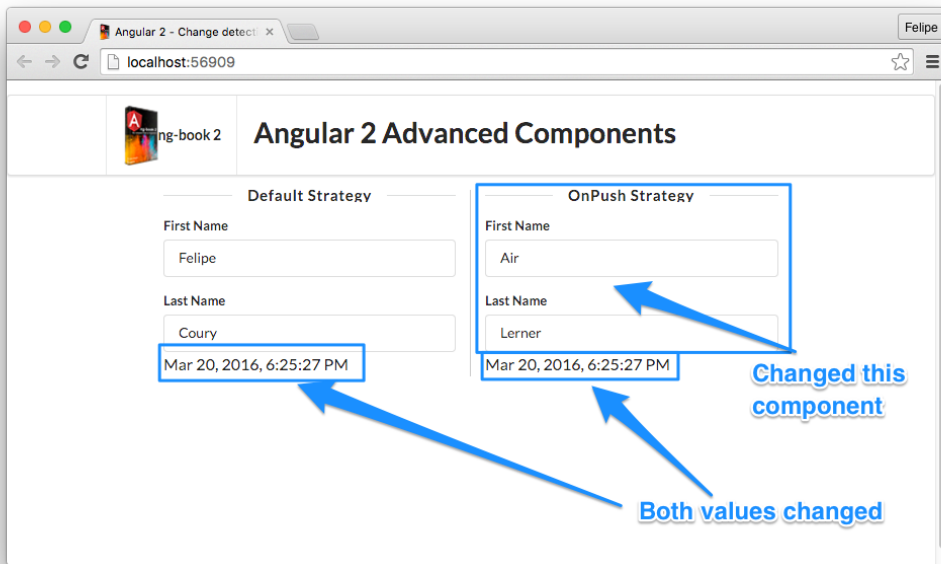 Angular 2 - Change detecti
Felipe
localhost:56909
ng-book 2
Angular 2 Advanced Components
Default Strategy
First Name
Felipe
Last Name
Coury
Mar 20, 2016, 6:25:27 PM
OnPush Strategy
First Name
Air
Last Name
Lerner
Mar 20, 2016, 6:25:27 PM
Changed this
component
Both values changed